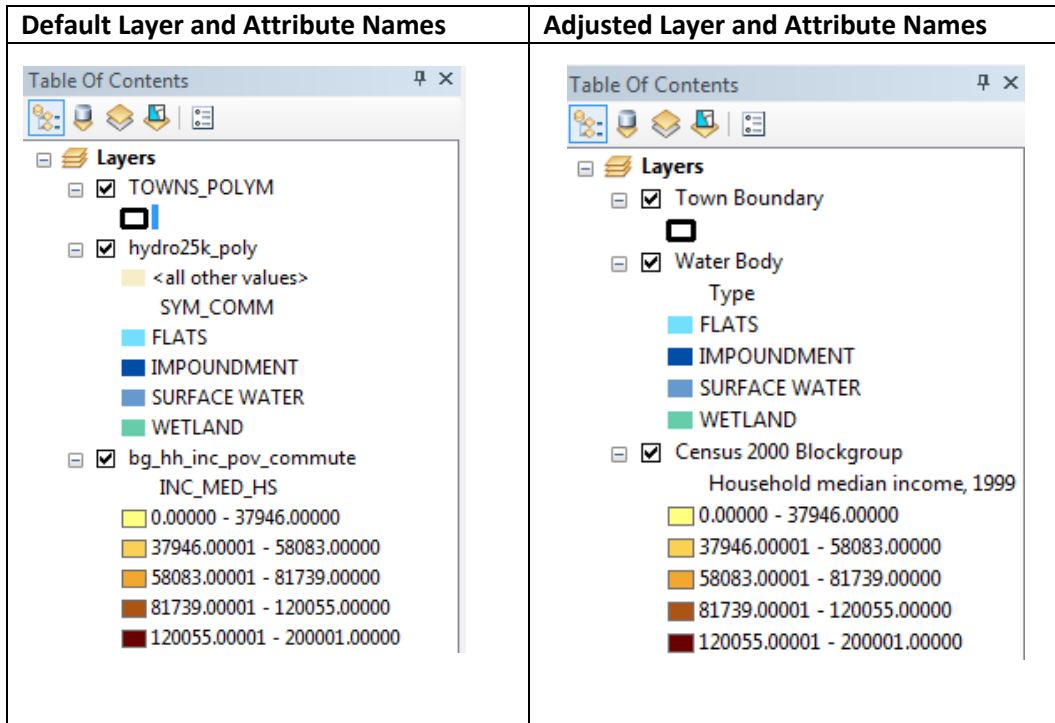 Default Layer and Attribute Names
Table Of Contents
Layers
TOWNS_POLYM
hydro25k_poly
<all other values>
SYM_COMM
FLATS
IMPOUNDMENT
SURFACE WATER
WETLAND
bg_hh_inc_pov_commute
INC_MED_HS
0.00000 - 37946.00000
37946.00001 - 58083.00000
58083.00001 - 81739.00000
81739.00001 - 120055.00000
120055.00001 - 200001.00000
Adjusted Layer and Attribute Names
Table Of Contents
Layers
Town Boundary
Water Body
Type
FLATS
IMPOUNDMENT
SURFACE WATER
WETLAND
Census 2000 Blockgroup
Household median income, 1999
0.00000 - 37946.00000
37946.00001 - 58083.00000
58083.00001 - 81739.00000
81739.00001 - 120055.00000
120055.00001 - 200001.00000